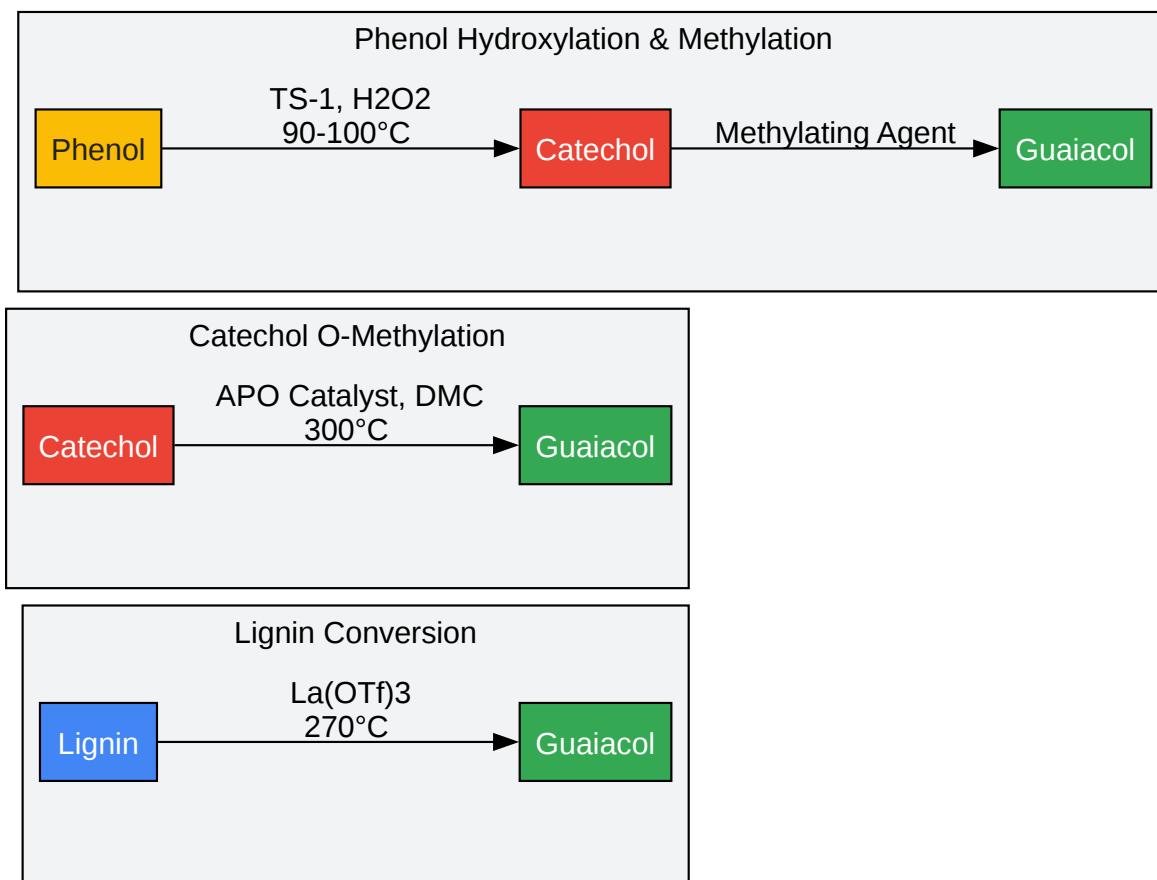 Phenol Hydroxylation & Methylation
TS-1, H2O2
90-100°C
Phenol
Catechol
Methylating Agent
Guaiacol
Catechol O-Methylation
APO Catalyst, DMC
300°C
Catechol
Guaiacol
Lignin Conversion
La(OTf)3
270°C
Lignin
Guaiacol